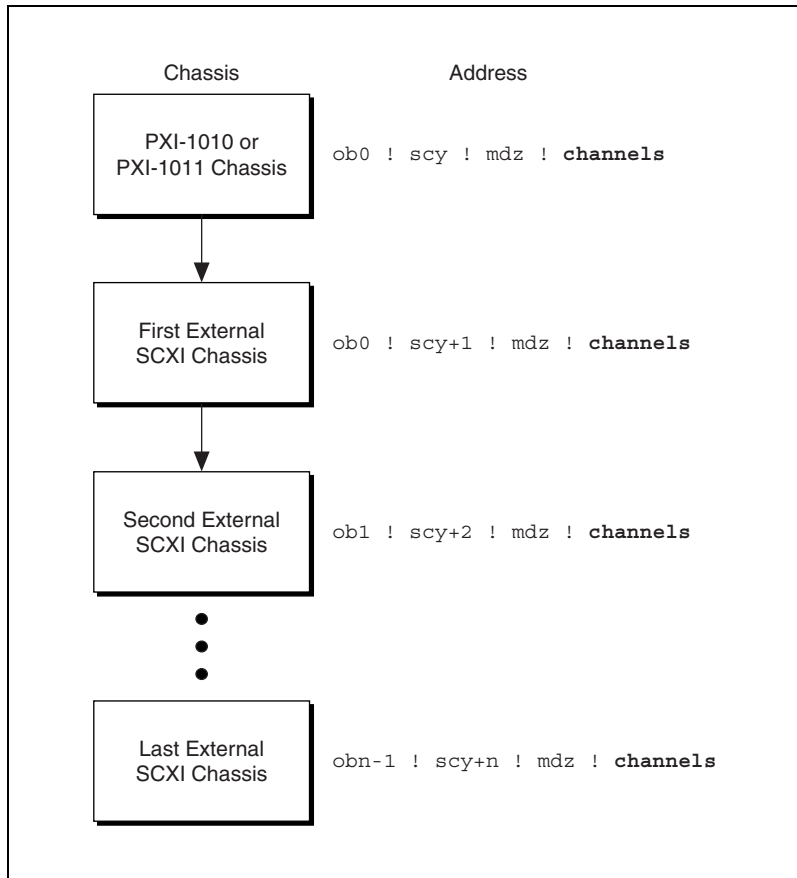 Chassis Address
PXI-1010 or
PXI-1011 Chassis
ob0 ! scy ! mdz ! channels
First External
SCXI Chassis
ob0 ! scy+1 ! mdz ! channels
Second External
SCXI Chassis
ob1 ! scy+2 ! mdz ! channels
Last External
SCXI Chassis
obn-1 ! scy+n ! mdz ! channels